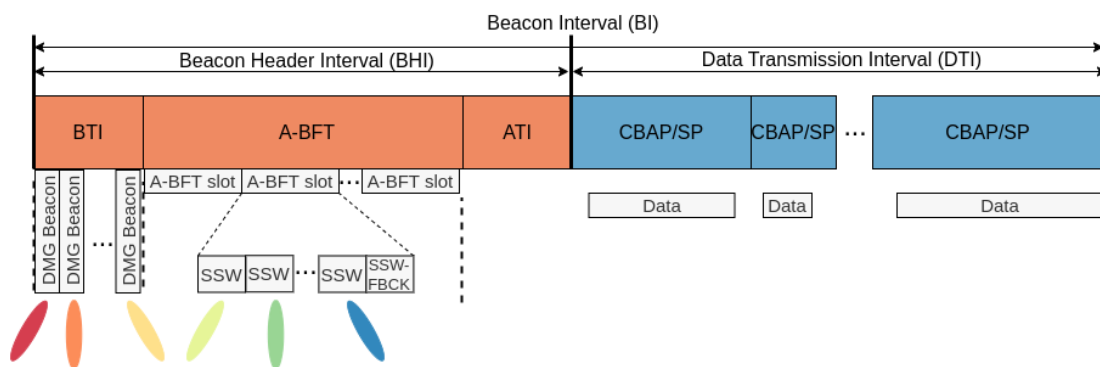 Beacon Interval (BI)
Beacon Header Interval (BHI)
Data Transmission Interval (DTI)
BTI
A-BFT
ATI
CBAP/SP
CBAP/SP
...
CBAP/SP
DMG Beacon
DMG Beacon
...
DMG Beacon
A-BFT slot
A-BFT slot
...
A-BFT slot
Data
Data
Data
SSW
SSW
...
SSW
SSW-
FBCK